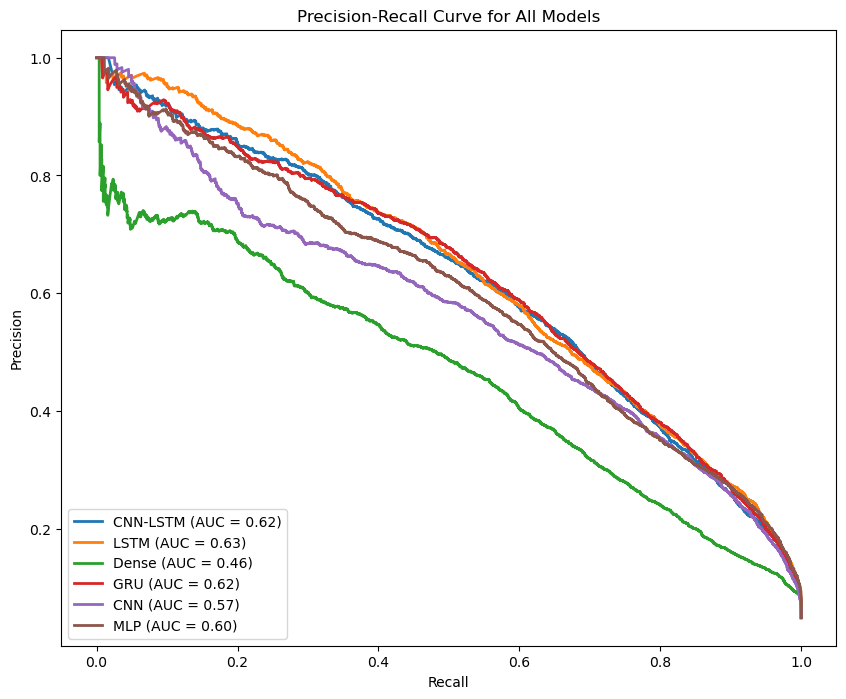 Precision-Recall Curve for All Models
Precision
1.0
0.8
0.6
0.4
0.2
CNN-LSTM (AUC = 0.62)
LSTM (AUC = 0.63)
Dense (AUC = 0.46)
GRU (AUC = 0.62)
CNN (AUC = 0.57)
MLP (AUC = 0.60)
0.0 0.2 0.4 0.6 0.8 1.0
Recall